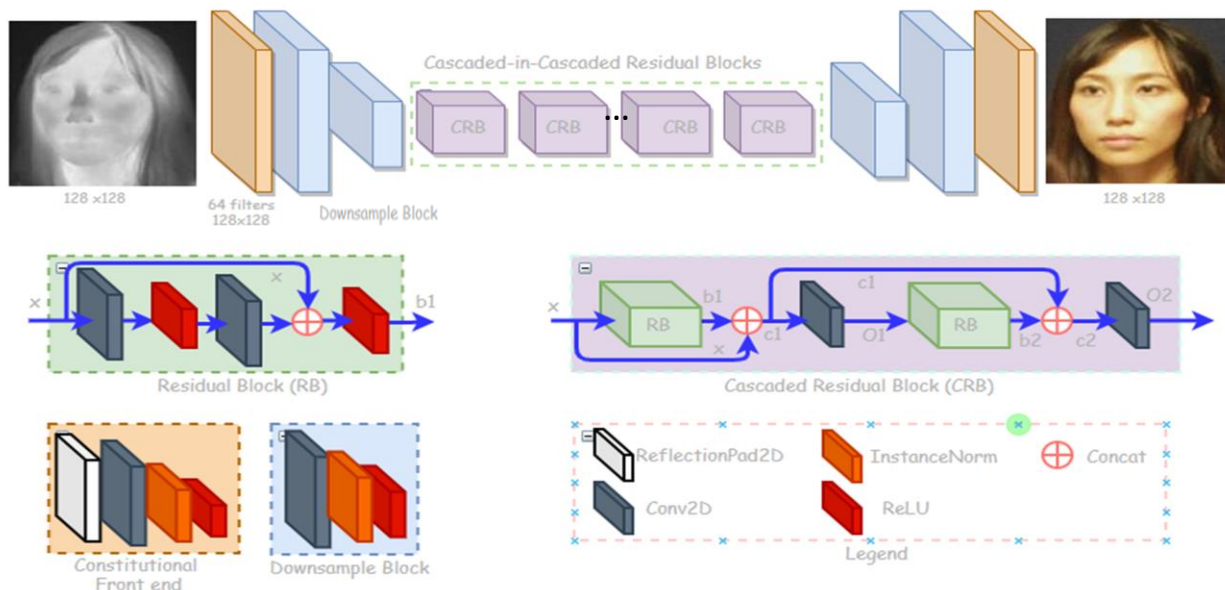 Cascaded-in-Cascaded Residual Blocks
CRB
CRB
...
CRB
CRB
128 x128
64 filters
128x128
Downsample Block
128 x128
x
x
b1
Residual Block (RB)
x
RB
b1
x
c1
c1
O1
RB
b2
c2
O2
Cascaded Residual Block (CRB)
Constitutional
Front end
Downsample Block
ReflectionPad2D
InstanceNorm
Concat
Conv2D
ReLU
Legend